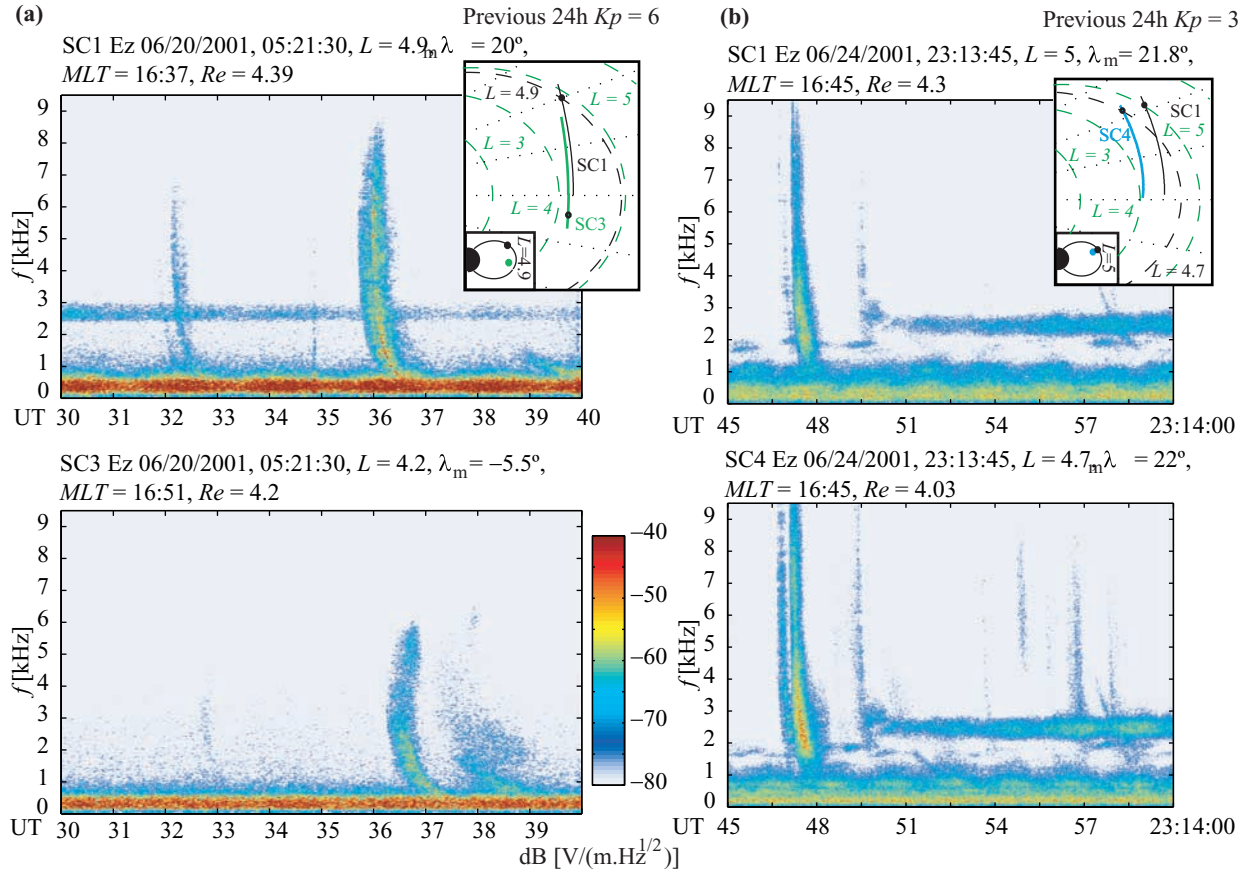 (a)
Previous 24h Kp = 6
SC1 Ez 06/20/2001, 05:21:30, L = 4.9, λm = 20º,
MLT = 16:37, Re = 4.39
L = 4.9
L = 5
L = 3
SC1
L = 4
SC3
L=4.9
f [kHz]
9
8
7
6
5
4
3
2
1
0
UT 30 31 32 33 34 35 36 37 38 39 40
SC3 Ez 06/20/2001, 05:21:30, L = 4.2, λm = −5.5º,
MLT = 16:51, Re = 4.2
f [kHz]
9
8
7
6
5
4
3
2
1
0
UT 30 31 32 33 34 35 36 37 38 39
−40
−50
−60
−70
−80
dB [V/(m.Hz1/2)]
(b)
Previous 24h Kp = 3
SC1 Ez 06/24/2001, 23:13:45, L = 5, λm= 21.8º,
MLT = 16:45, Re = 4.3
SC1
SC4
L = 5
L = 3
L = 4
L = 4.7
L=5
f [kHz]
9
8
7
6
5
4
3
2
1
0
UT 45 48 51 54 57 23:14:00
SC4 Ez 06/24/2001, 23:13:45, L = 4.7, λm = 22º,
MLT = 16:45, Re = 4.03
f [kHz]
9
8
7
6
5
4
3
2
1
0
UT 45 48 51 54 57 23:14:00